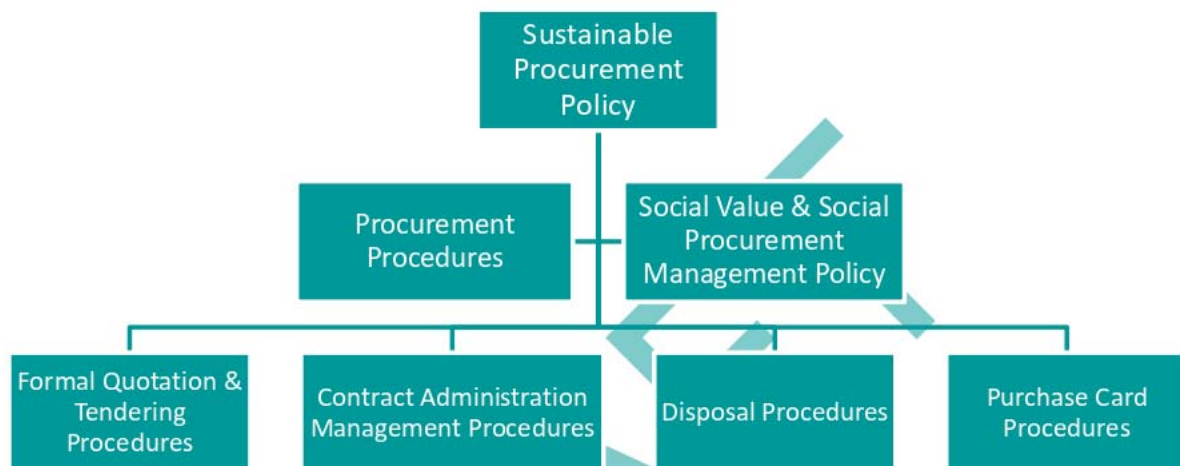 Sustainable
Procurement
Policy
Procurement
Procedures
Social Value & Social
Procurement
Management Policy
Formal Quotation &
Tendering
Procedures
Contract Administration
Management Procedures
Disposal Procedures
Purchase Card
Procedures